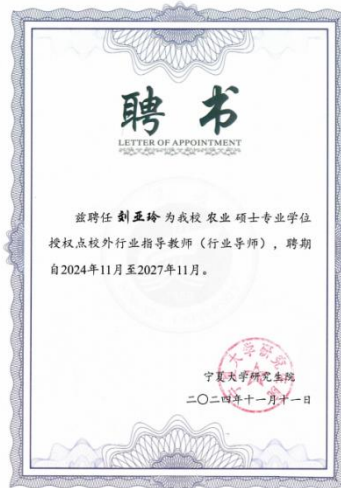 聘书
LETTER OF APPOINTMENT
兹聘任 刘亚玲 为我校 农业 硕士专业学位
授权点校外行业指导教师（行业导师），聘期
自2024年11月至2027年11月。
宁夏大学研究生院
二〇二四年十一月十一日